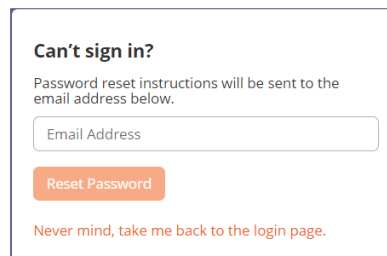 Can’t sign in?
Password reset instructions will be sent to the
email address below.
Email Address
Reset Password
Never mind, take me back to the login page.